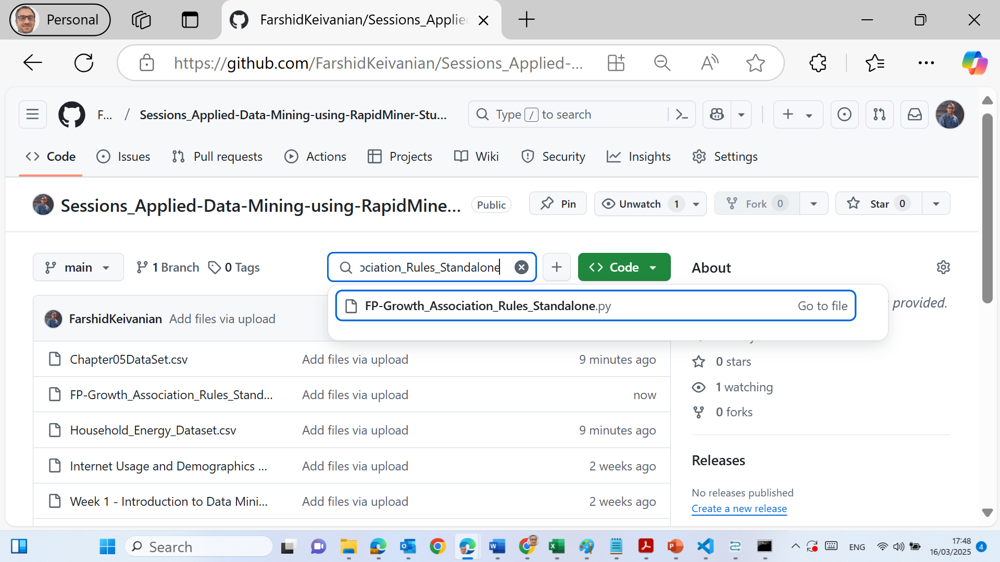 Personal
FarshidKeivanian/Sessions_Applie
https://github.com/FarshidKeivanian/Sessions_Applied-...
F... / Sessions_Applied-Data-Mining-using-RapidMiner-Stu...
Type / to search
Code Issues Pull requests Actions Projects Wiki Security Insights Settings
Sessions_Applied-Data-Mining-using-RapidMine... Public Pin Unwatch 1 Fork 0 Star 0
main 1 Branch 0 Tags ociation_Rules_Standalone Code About
FP-Growth_Association_Rules_Standalone.py Go to file
provided.
FarshidKeivanian Add files via upload
Chapter05DataSet.csv Add files via upload 9 minutes ago
0 stars
FP-Growth_Association_Rules_Stand... Add files via upload now
1 watching
0 forks
Household_Energy_Dataset.csv Add files via upload 9 minutes ago
Internet Usage and Demographics ... Add files via upload 2 weeks ago
Releases
Week 1 - Introduction to Data Mini... Add files via upload 2 weeks ago
No releases published
Create a new release
Search
ENG
17:48
16/03/2025
4